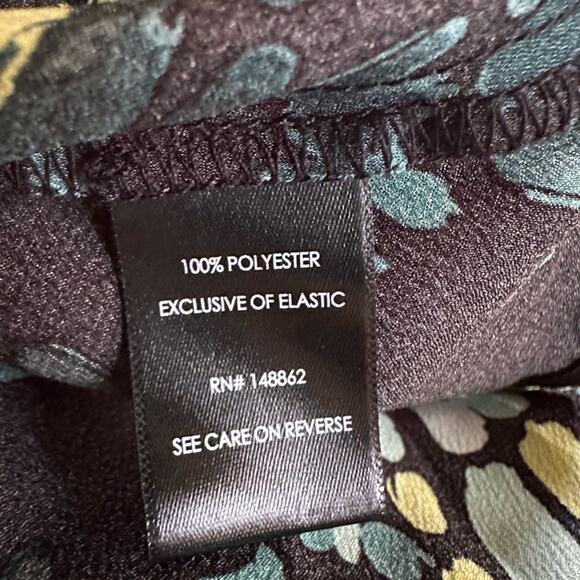 100% POLYESTER
EXCLUSIVE OF ELASTIC
RN# 148862
SEE CARE ON REVERSE